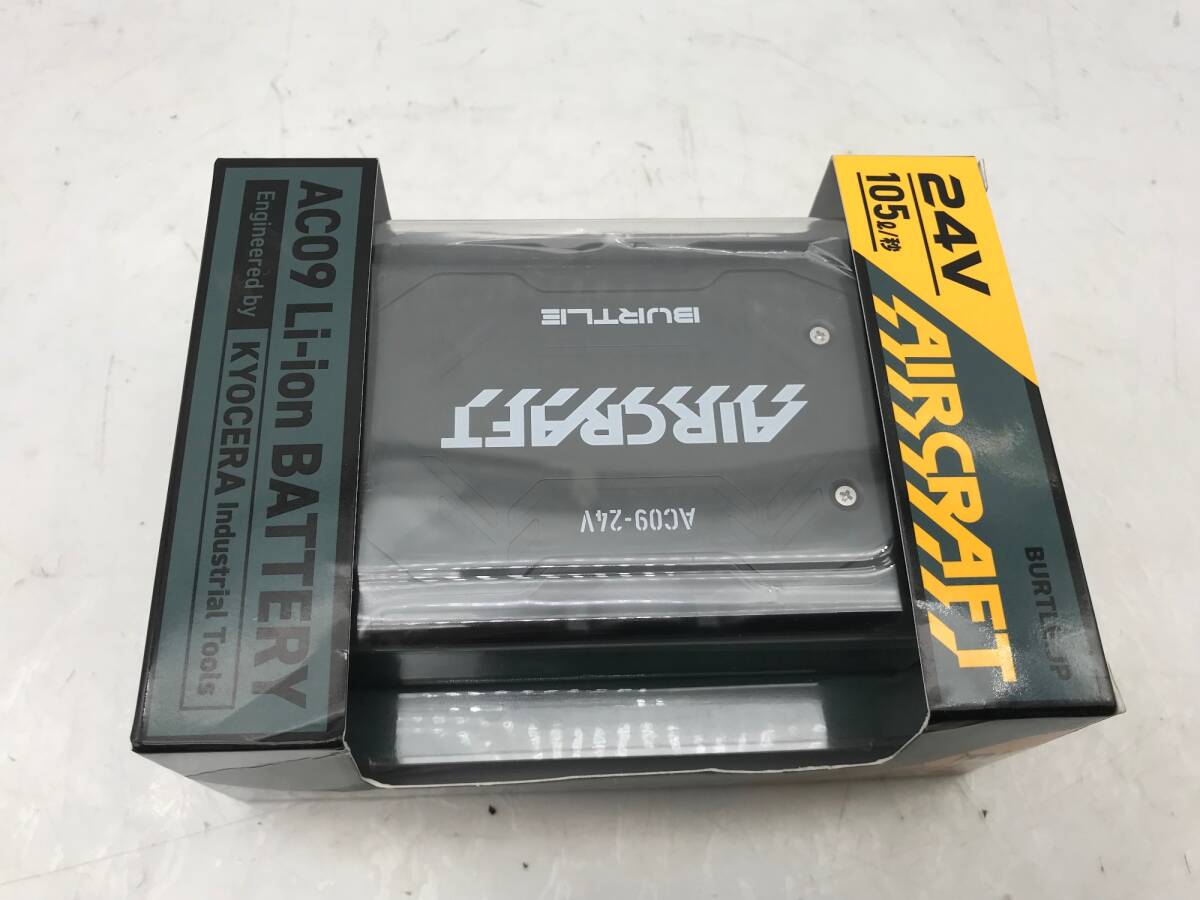 AC09 Li-ion BATTERY
Engineered by KYOCERA Industrial Tools
BURTLE
AIRCRAFT
AC09-24V
24V
105ℓ/秒
AIRCRAFT
BURTLE.JP